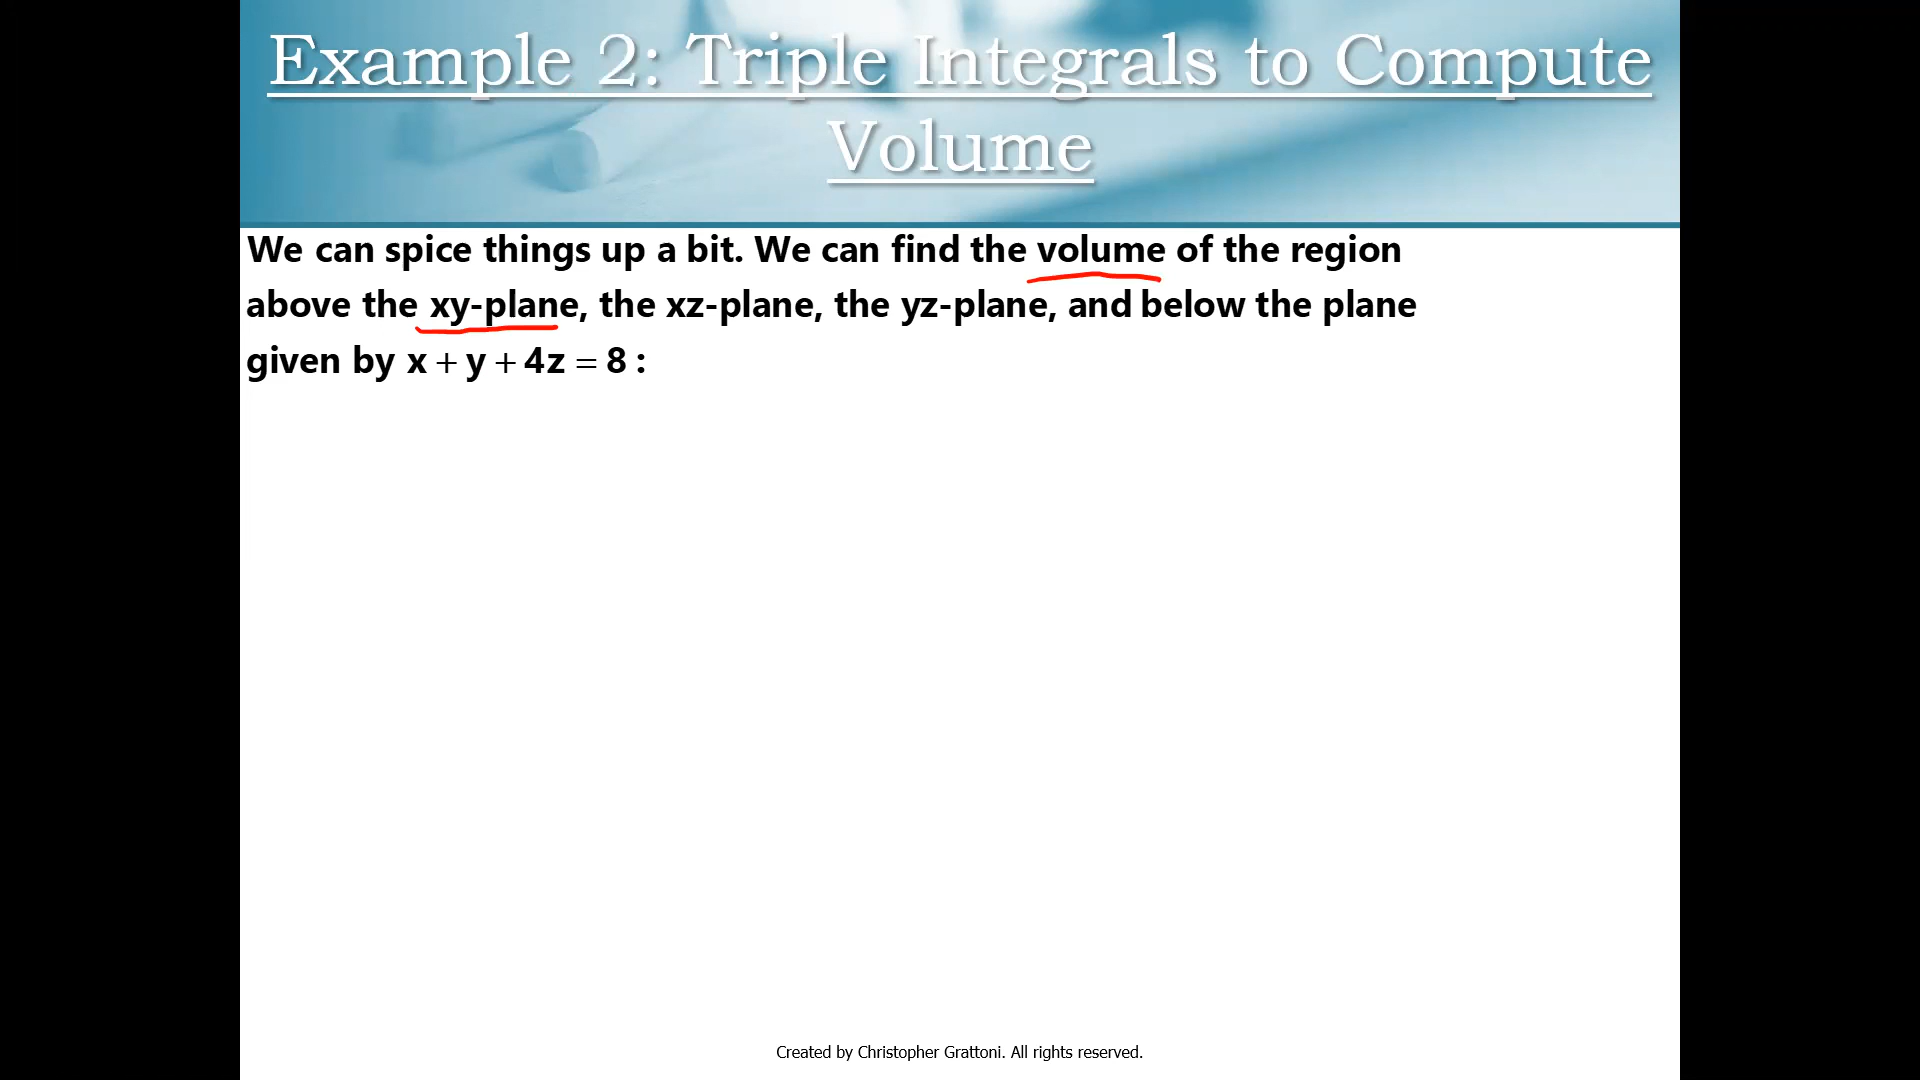 Example 2: Triple Integrals to Compute
Volume
We can spice things up a bit. We can find the volume of the region
above the xy-plane, the xz-plane, the yz-plane, and below the plane
given by x + y + 4z = 8 :
Created by Christopher Grattoni. All rights reserved.